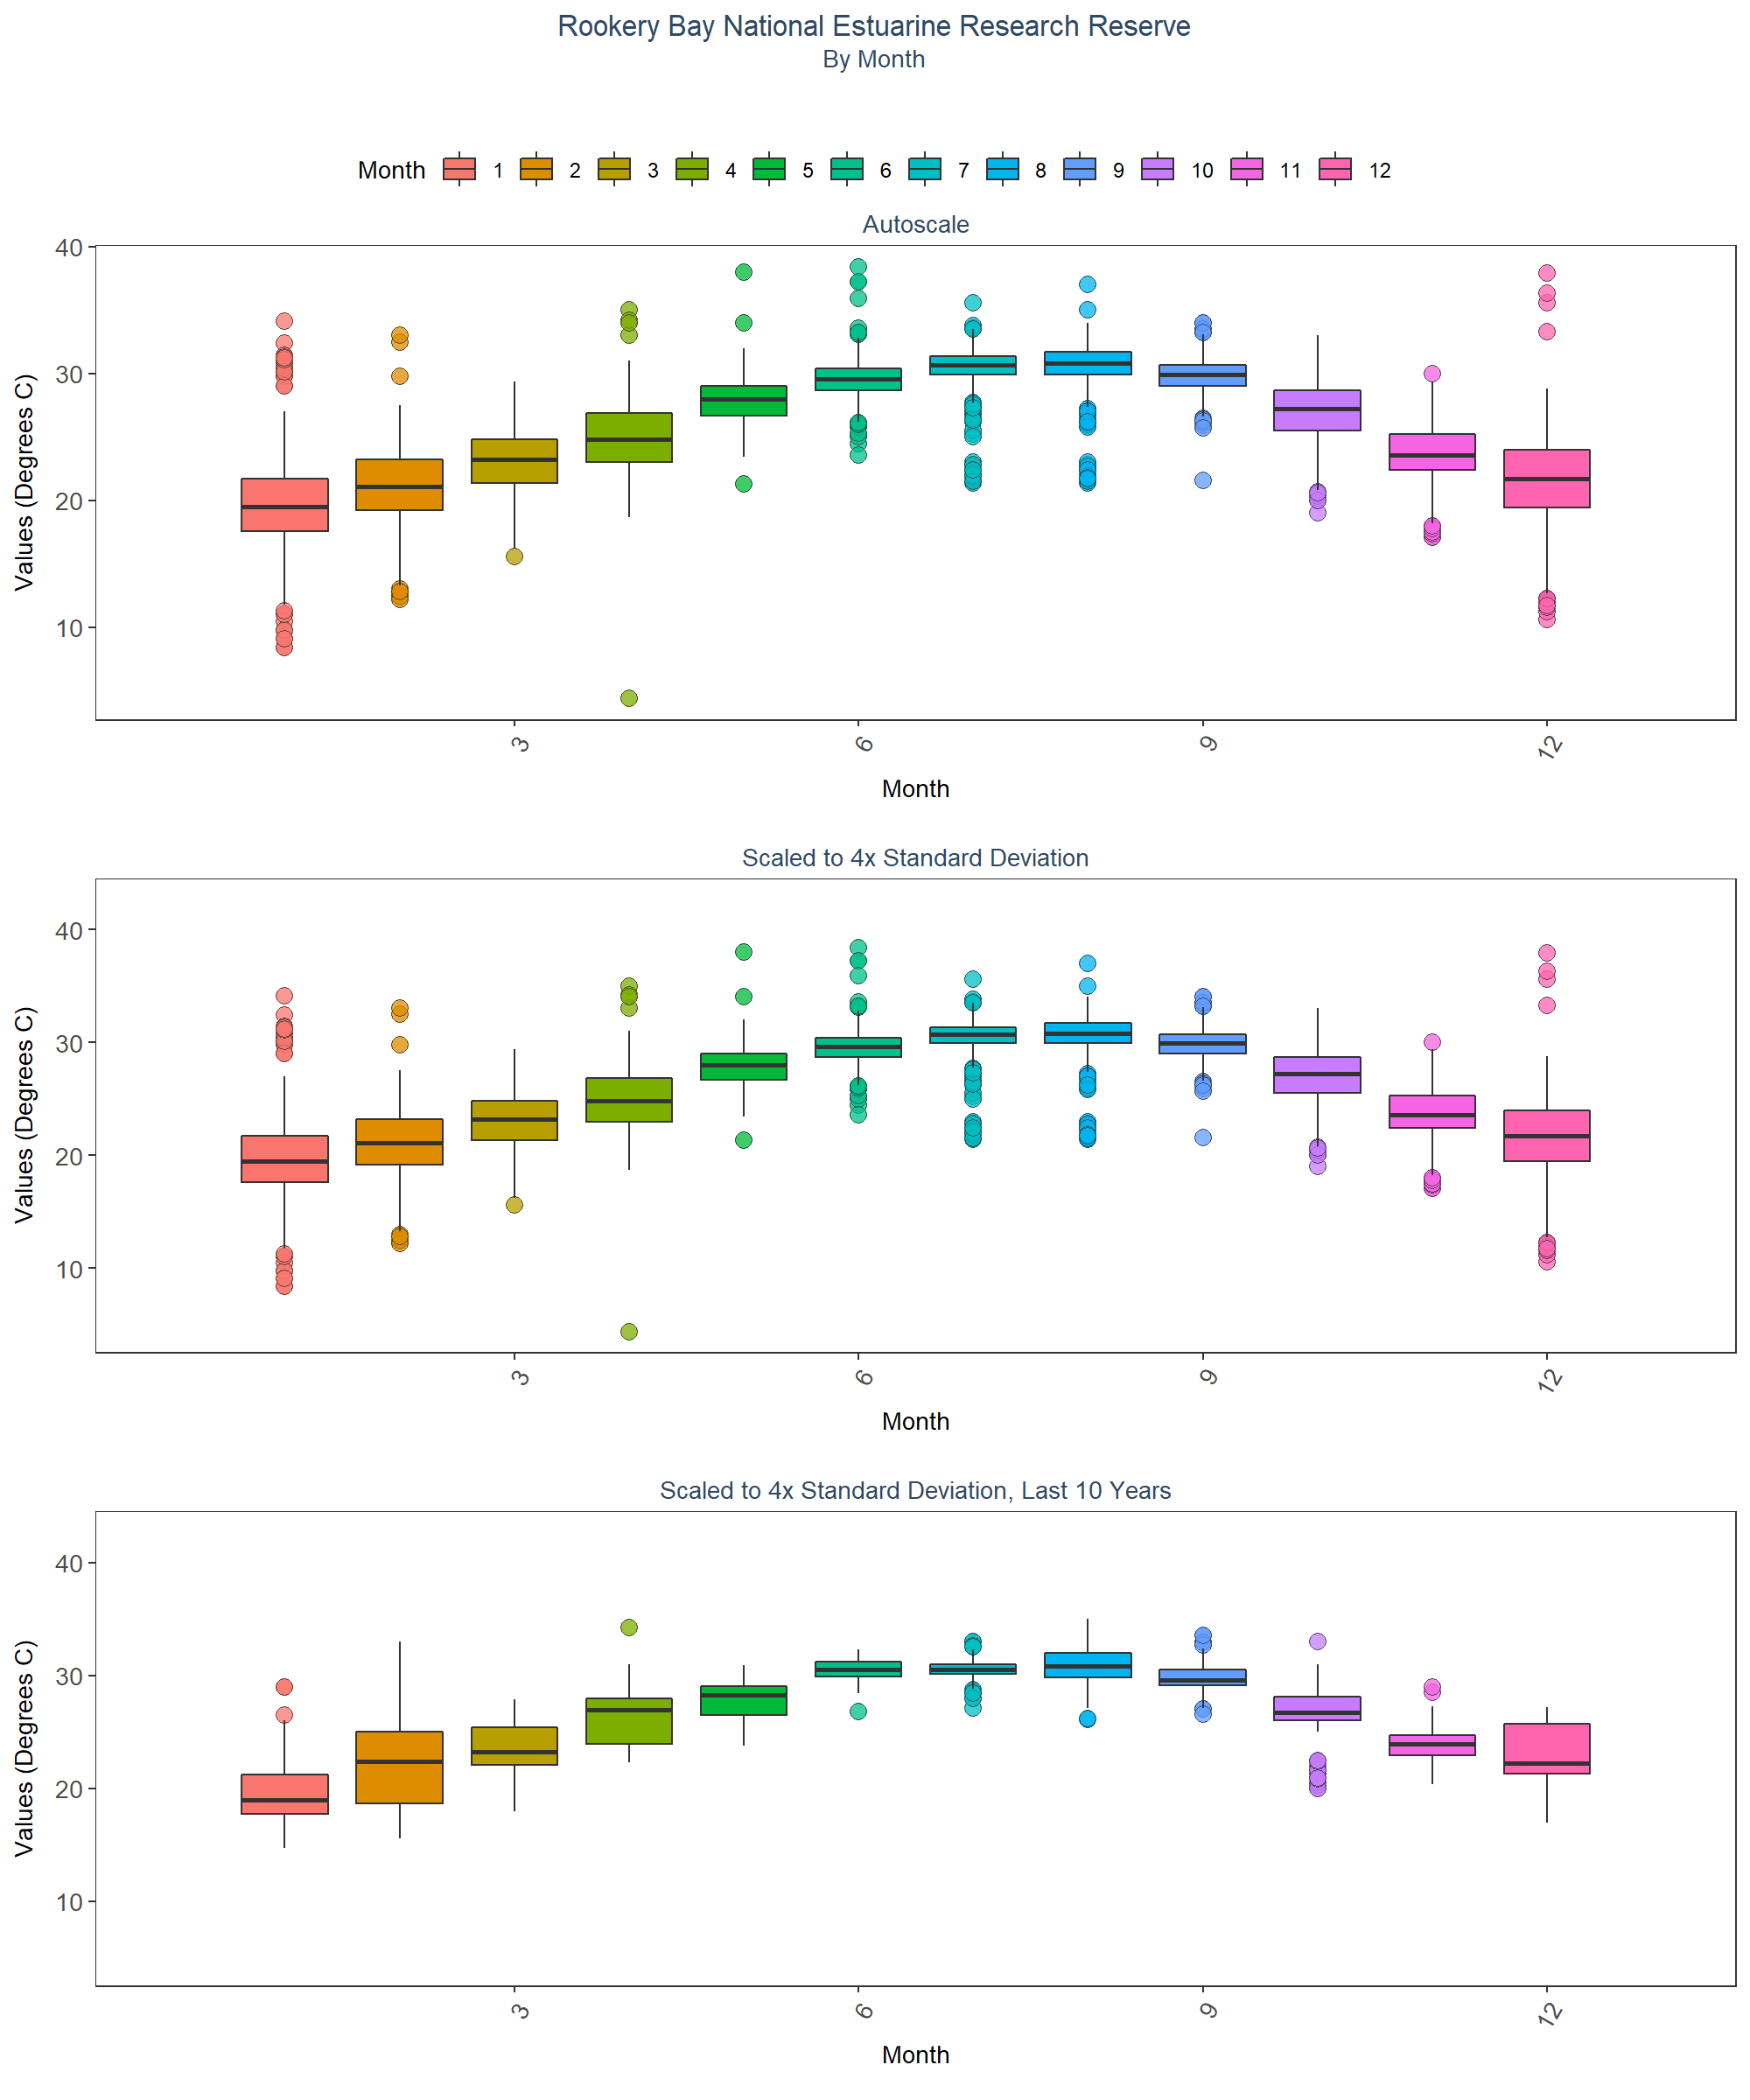 Rookery Bay National Estuarine Research Reserve
By Month
Month 1 2 3 4 5 6 7 8 9 10 11 12
Autoscale
Values (Degrees C)
40
30
20
10
3 6 9 12
Month
Scaled to 4x Standard Deviation
Values (Degrees C)
40
30
20
10
3 6 9 12
Month
Scaled to 4x Standard Deviation, Last 10 Years
Values (Degrees C)
40
30
20
10
3 6 9 12
Month